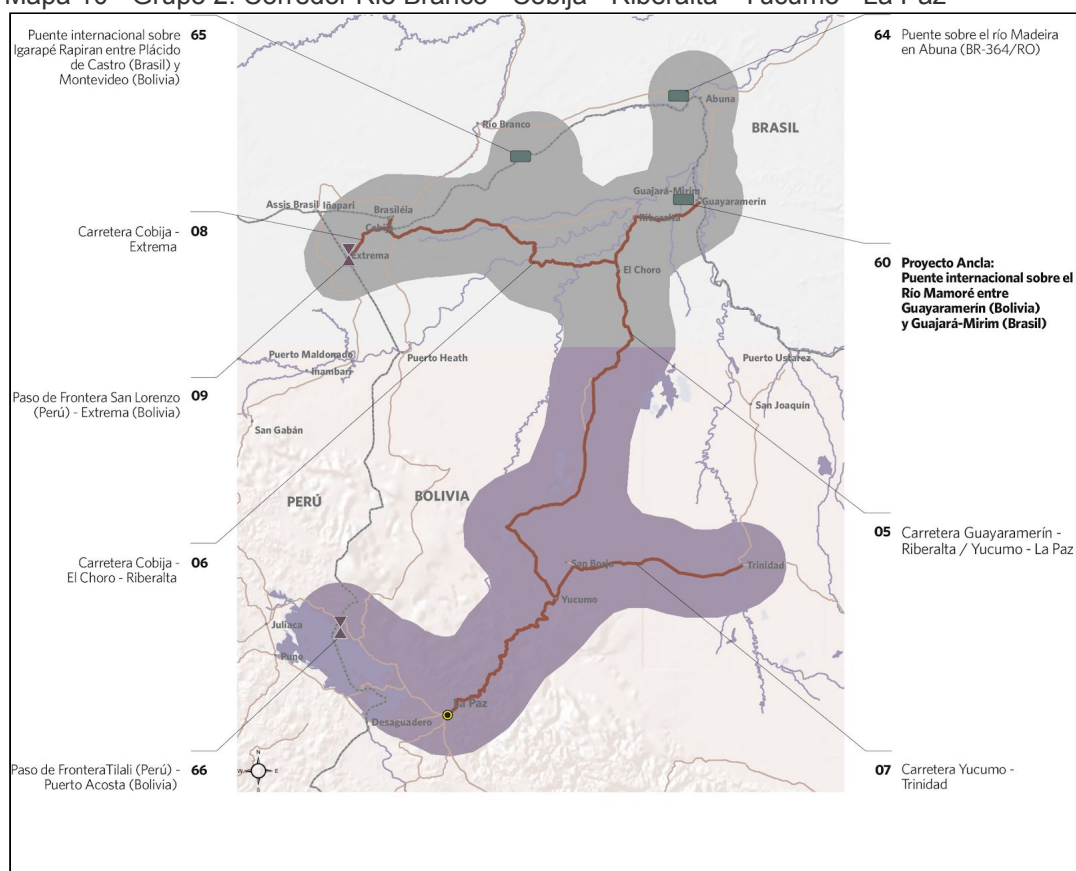 Mapa 10 - Grupo 2: Corredor Río Branco - Cobija - Riberalta - Yucumo - La Paz
Puente internacional sobre 65
Igarapé Rapiran entre Plácido
de Castro (Brasil) y
Montevideo (Bolivia)
64 Puente sobre el río Madeira
en Abuna (BR-364/RO)
Abuna
Río Branco
BRASIL
Guajará-Mirim
Guayaramerín
Assis Brasil Iñapari
Brasiléia
Cobija
Riberalta
Carretera Cobija - 08
Extrema
Extrema
El Choro
60 Proyecto Ancla:
Puente internacional sobre el
Río Mamoré entre
Guayaramerín (Bolivia)
y Guajará-Mirim (Brasil)
Puerto Maldonado
Puerto Heath
Puerto Ustarez
Inambari
Paso de Frontera San Lorenzo 09
(Perú) - Extrema (Bolivia)
San Joaquín
San Gabán
PERÚ
BOLIVIA
05 Carretera Guayaramerín -
Riberalta / Yucumo - La Paz
Carretera Cobija - 06
El Choro - Riberalta
San Borja
Trinidad
Yucumo
Juliaca
Puno
La Paz
Desaguadero
Paso de FronteraTilali (Perú) - 66
Puerto Acosta (Bolivia)
N
W E
S
07 Carretera Yucumo -
Trinidad